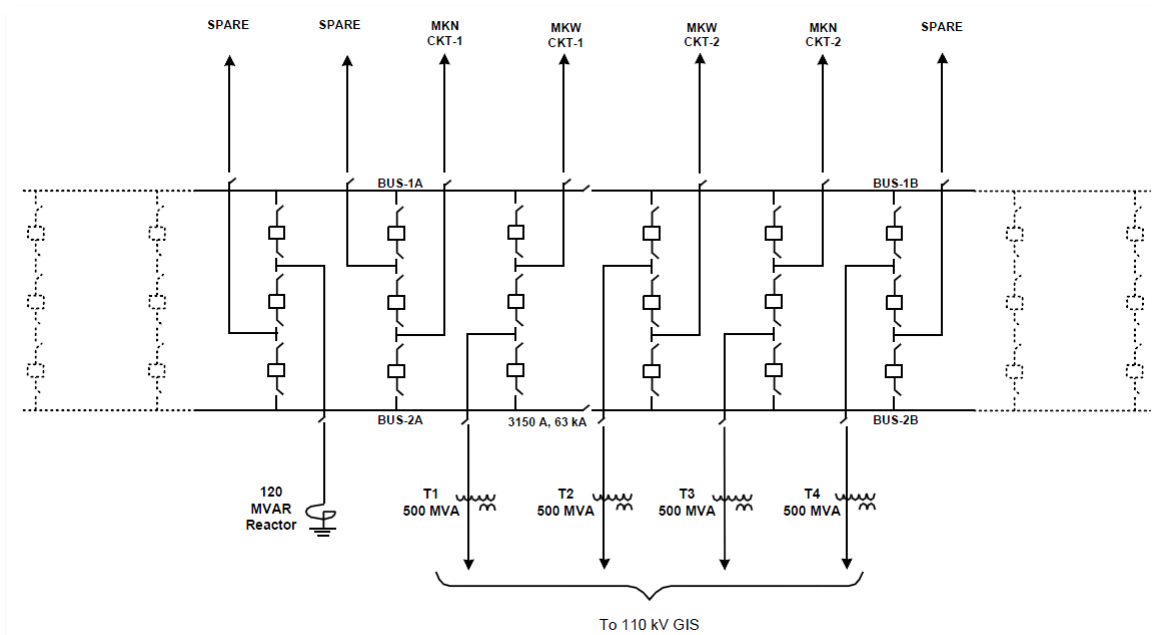 SPARE
SPARE
MKN
CKT-1
MKW
CKT-1
MKW
CKT-2
MKN
CKT-2
SPARE
BUS-1A
BUS-1B
BUS-2A
3150 A, 63 kA
BUS-2B
120
MVAR
Reactor
T1
500 MVA
T2
500 MVA
T3
500 MVA
T4
500 MVA
To 110 kV GIS